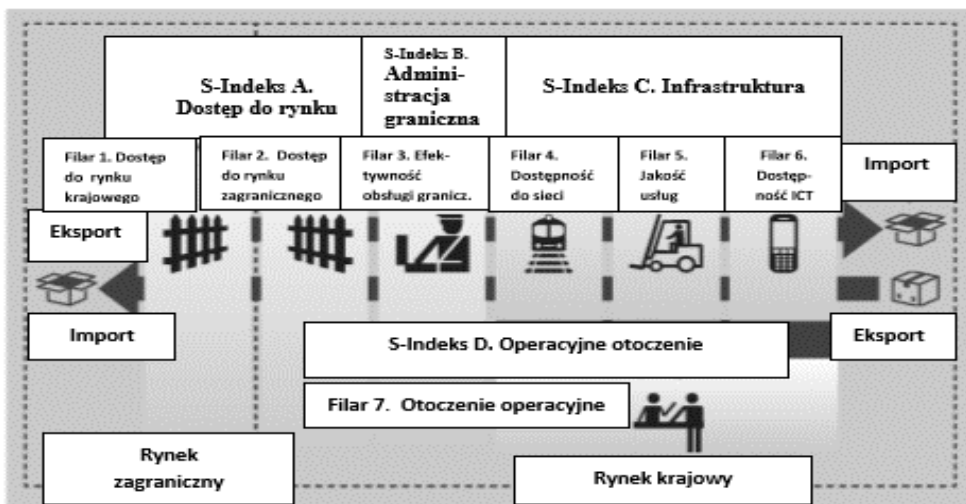 S-Indeks A.
Dostęp do rynku
S-Indeks B.
Admini-
stracja
graniczna
S-Indeks C. Infrastruktura
Filar 1. Dostęp
do rynku
krajowego
Filar 2. Dostęp
do rynku
zagranicznego
Filar 3. Efek-
tywność
obsługi granicz.
Filar 4.
Dostępność
do sieci
Filar 5.
Jakość
usług
Filar 6.
Dostęp-
ność ICT
Import
Eksport
Import
S-Indeks D. Operacyjne otoczenie
Eksport
Filar 7. Otoczenie operacyjne
Rynek
zagraniczny
Rynek krajowy